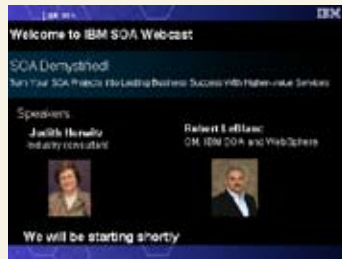 IBM
Welcome to IBM SOA Webcast
SOA Demystified!
Turn Your SOA Projects into Leading Business Success With Higher-value Services
Speakers
Judith Hurwitz
Industry consultant
Robert LeBlanc
GM, IBM SOA and WebSphere
We will be starting shortly